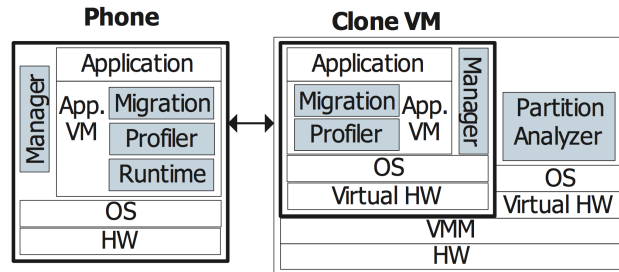 Phone
Manager
Application
App.
VM
Migration
Profiler
Runtime
OS
HW
Clone VM
Application
Migration
Profiler
App.
VM
Manager
OS
Virtual HW
Partition
Analyzer
OS
Virtual HW
VMM
HW